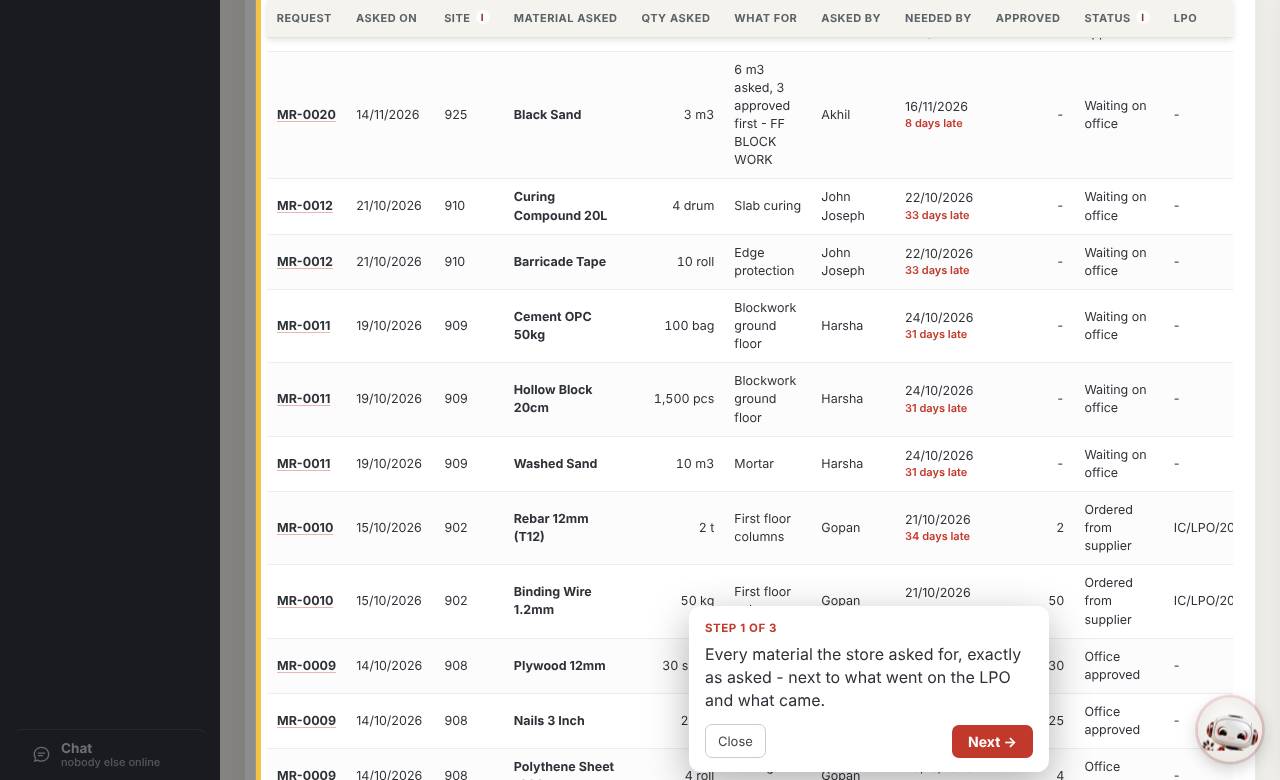 REQUEST ASKED ON SITE I MATERIAL ASKED QTY ASKED WHAT FOR ASKED BY NEEDED BY APPROVED STATUS I LPO
6 m3
asked, 3
approved
first - FF
BLOCK
WORK
MR-0020 14/11/2026 925 Black Sand 3 m3 Akhil 16/11/2026 - Waiting on -
8 days late office
MR-0012 21/10/2026 910 Curing 4 drum Slab curing John 22/10/2026 - Waiting on -
Compound 20L Joseph 33 days late office
MR-0012 21/10/2026 910 Barricade Tape 10 roll Edge John 22/10/2026 - Waiting on -
protection Joseph 33 days late office
MR-0011 19/10/2026 909 Cement OPC 100 bag Blockwork Harsha 24/10/2026 - Waiting on -
50kg ground 31 days late office
floor
MR-0011 19/10/2026 909 Hollow Block 1,500 pcs Blockwork Harsha 24/10/2026 - Waiting on -
20cm ground 31 days late office
floor
MR-0011 19/10/2026 909 Washed Sand 10 m3 Mortar Harsha 24/10/2026 - Waiting on -
31 days late office
MR-0010 15/10/2026 902 Rebar 12mm 2 t First floor Gopan 21/10/2026 2 Ordered IC/LPO/20
(T12) columns 34 days late from
supplier
MR-0010 15/10/2026 902 Binding Wire 50 kg First floor Gopan 21/10/2026 50 Ordered IC/LPO/20
1.2mm from
supplier
MR-0009 14/10/2026 908 Plywood 12mm 30 s 30 Office -
approved
MR-0009 14/10/2026 908 Nails 3 Inch 2 25 Office -
approved
MR-0009 14/10/2026 908 Polythene Sheet 4 roll Gopan 4 Office -
STEP 1 OF 3
Every material the store asked for, exactly
as asked - next to what went on the LPO
and what came.
Close Next →
Chat
nobody else online